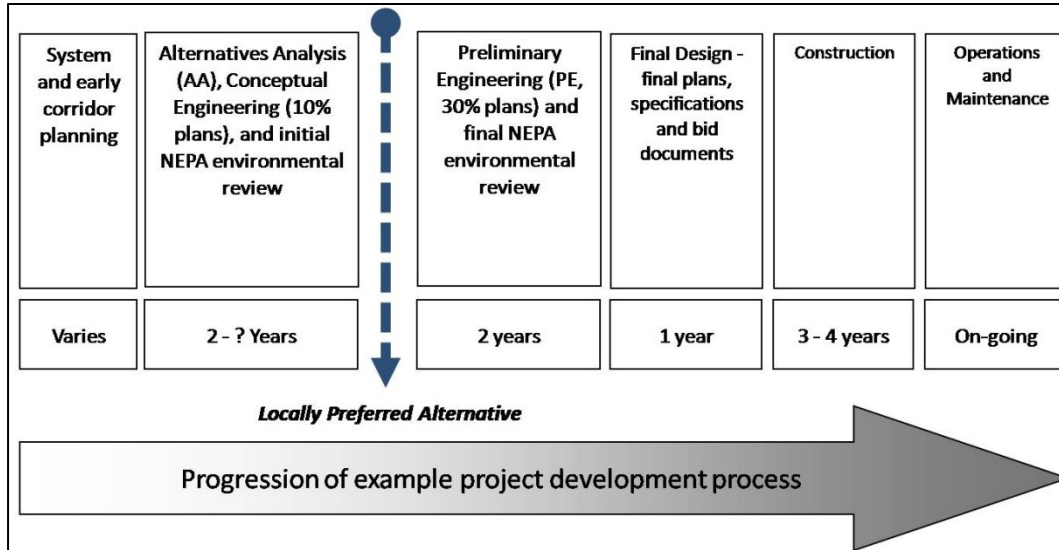 System
and early
corridor
planning
Alternatives Analysis
(AA), Conceptual
Engineering (10%
plans), and initial
NEPA environmental
review
Preliminary
Engineering (PE,
30% plans) and
final NEPA
environmental
review
Final Design -
final plans,
specifications
and bid
documents
Construction
Operations
and
Maintenance
Varies
2 - ? Years
2 years
1 year
3 - 4 years
On-going
Locally Preferred Alternative
Progression of example project development process